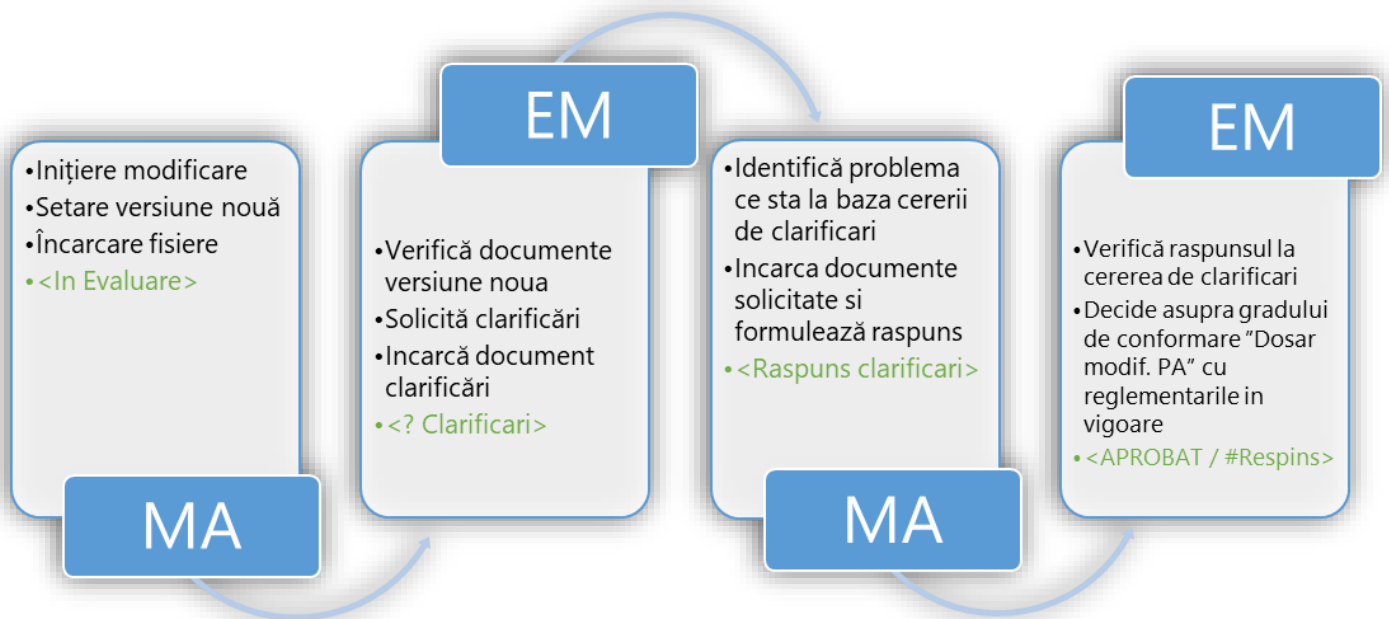 •Inițiere modificare
•Setare versiune nouă
•Încarcare fisiere
•<In Evaluare>
MA
EM
•Verifică documente
versiune noua
•Solicită clarificări
•Incarcă document
clarificări
•<? Clarificari>
•Identifică problema
ce sta la baza cererii
de clarificari
•Incarca documente
solicitate si
formulează raspuns
•<Raspuns clarificari>
MA
EM
•Verifică raspunsul la
cererea de clarificari
•Decide asupra gradului
de conformare ”Dosar
modif. PA” cu
reglementarile in
vigoare
•<APROBAT / #Respins>